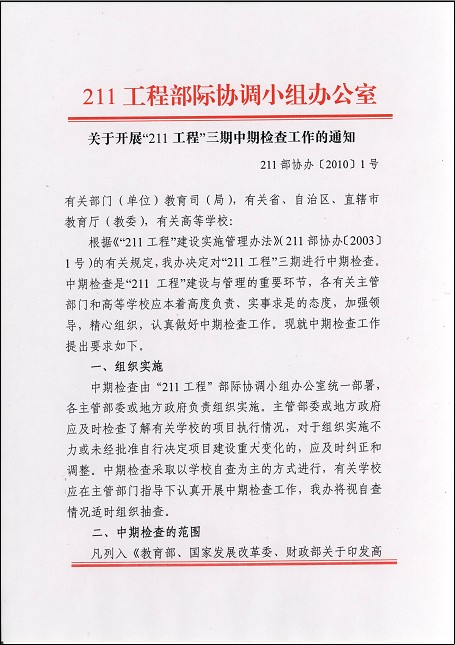 211 工程部际协调小组办公室
关于开展“211 工程”三期中期检查工作的通知
211 部协办〔2010〕1 号
有关部门（单位）教育司（局），有关省、自治区、直辖市
教育厅（教委），有关高等学校：
根据《“211 工程”建设实施管理办法》（211 部协办〔2003〕
1 号）的有关规定，我办决定对“211 工程”三期进行中期检查。
中期检查是“211 工程”建设与管理的重要环节，各有关主管
部门和高等学校应本着高度负责、实事求是的态度，加强领
导，精心组织，认真做好中期检查工作。现就中期检查工作
提出要求如下。
一、组织实施
中期检查由“211 工程”部际协调小组办公室统一部署，
各主管部委或地方政府负责组织实施。主管部委或地方政府
应及时检查了解有关学校的项目执行情况，对于组织实施不
力或未经批准自行决定项目建设重大变化的，应及时纠正和
调整。中期检查采取以学校自查为主的方式进行，有关学校
应在主管部门指导下认真开展中期检查工作，我办将视自查
情况适时组织抽查。
二、中期检查的范围
凡列入《教育部、国家发展改革委、财政部关于印发高